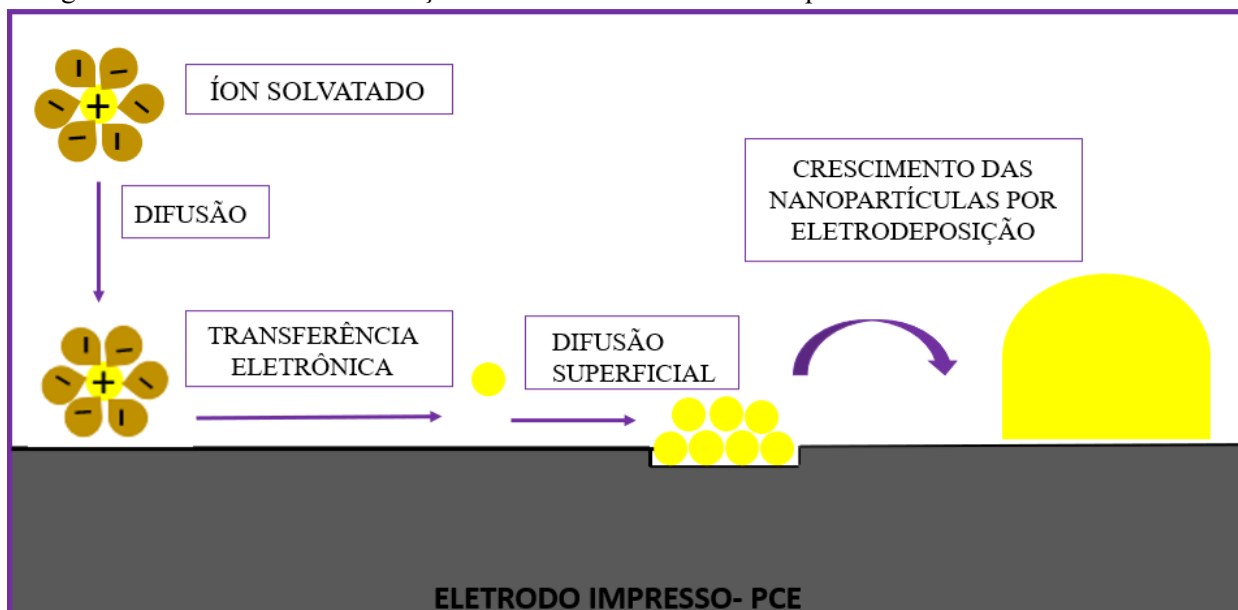 ÍON SOLVATADO
DIFUSÃO
CRESCIMENTO DAS
NANOPARTÍCULAS POR
ELETRODEPOSIÇÃO
TRANSFERÊNCIA
ELETRÔNICA
DIFUSÃO
SUPERFICIAL
ELETRODO IMPRESSO- PCE